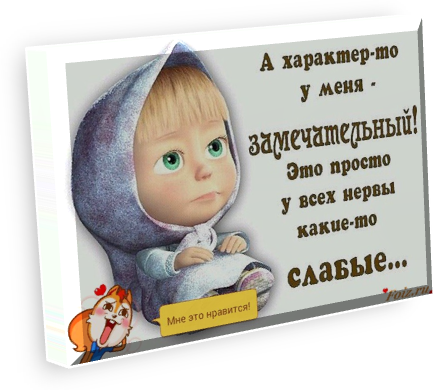 А характер-то
у меня -
замечательный!
Это просто
у всех нервы
какие-то
слабые...
Мне это нравится!